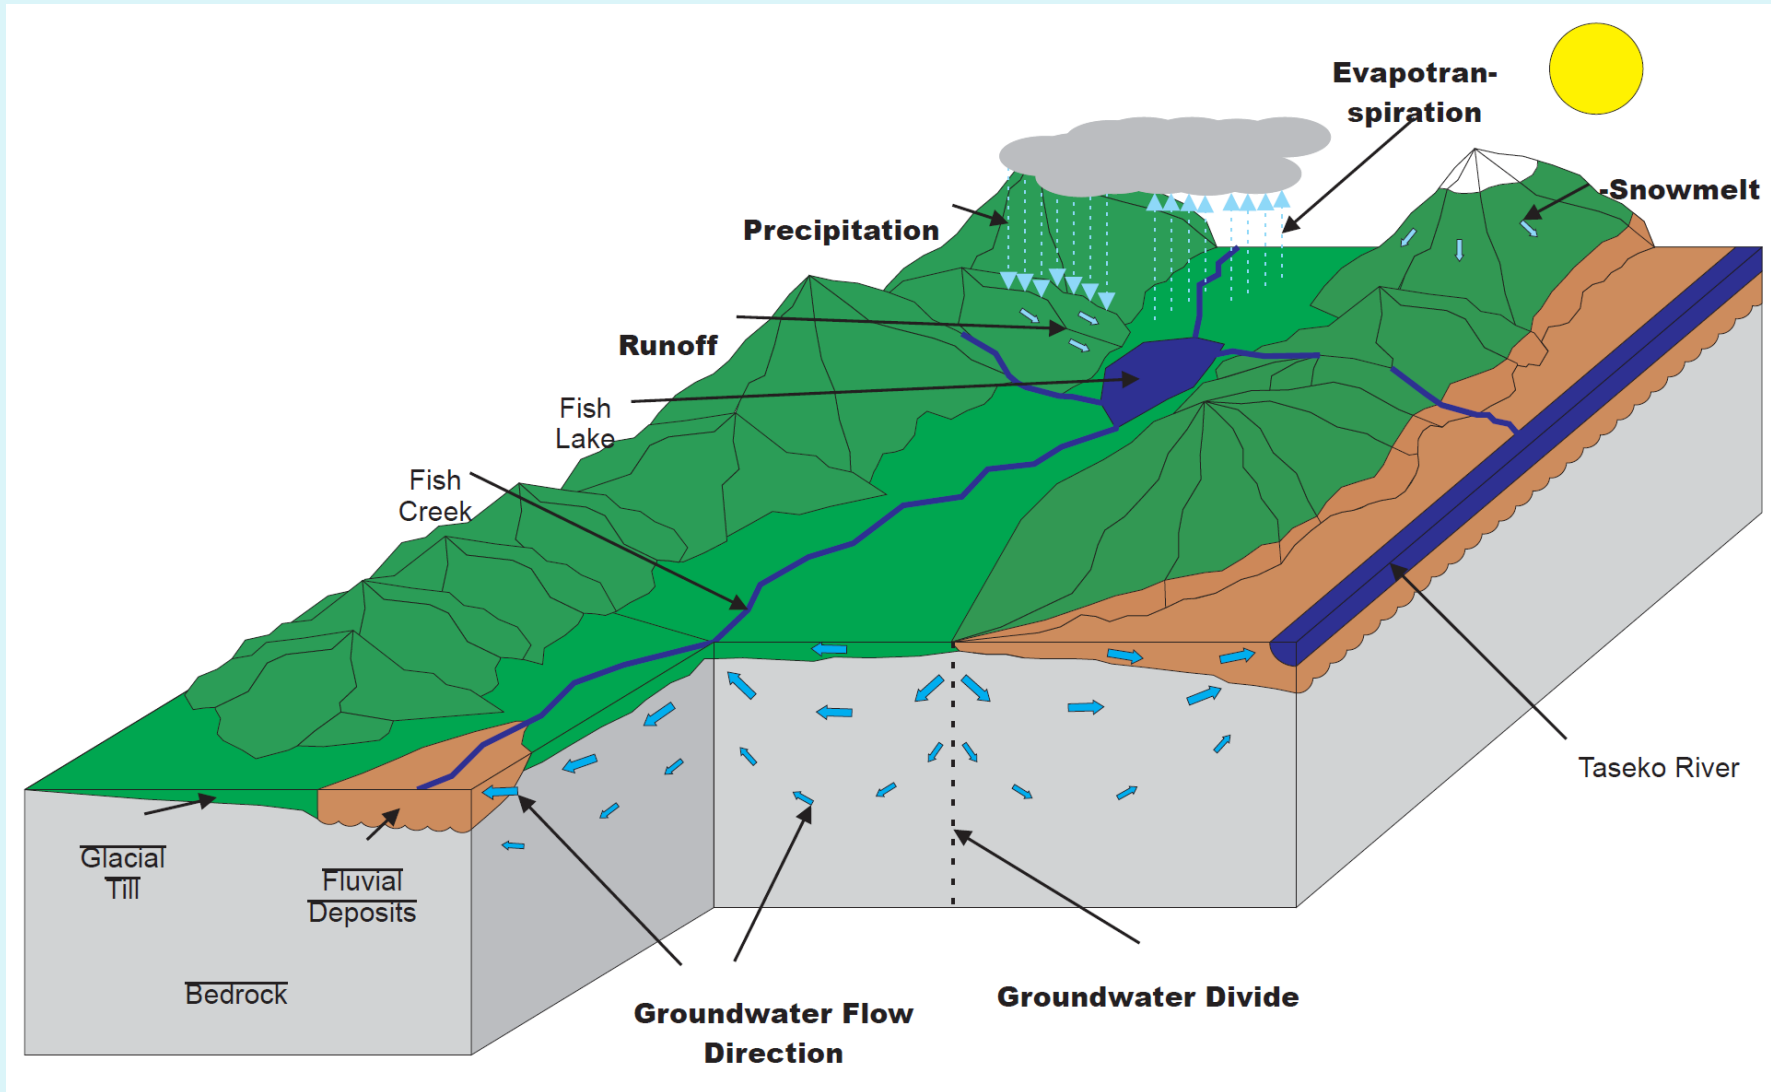 Evapotran-
spiration
-Snowmelt
Precipitation
Runoff
Fish
Lake
Fish
Creek
Taseko River
Glacial
Till
Fluvial
Deposits
Bedrock
Groundwater Divide
Groundwater Flow
Direction